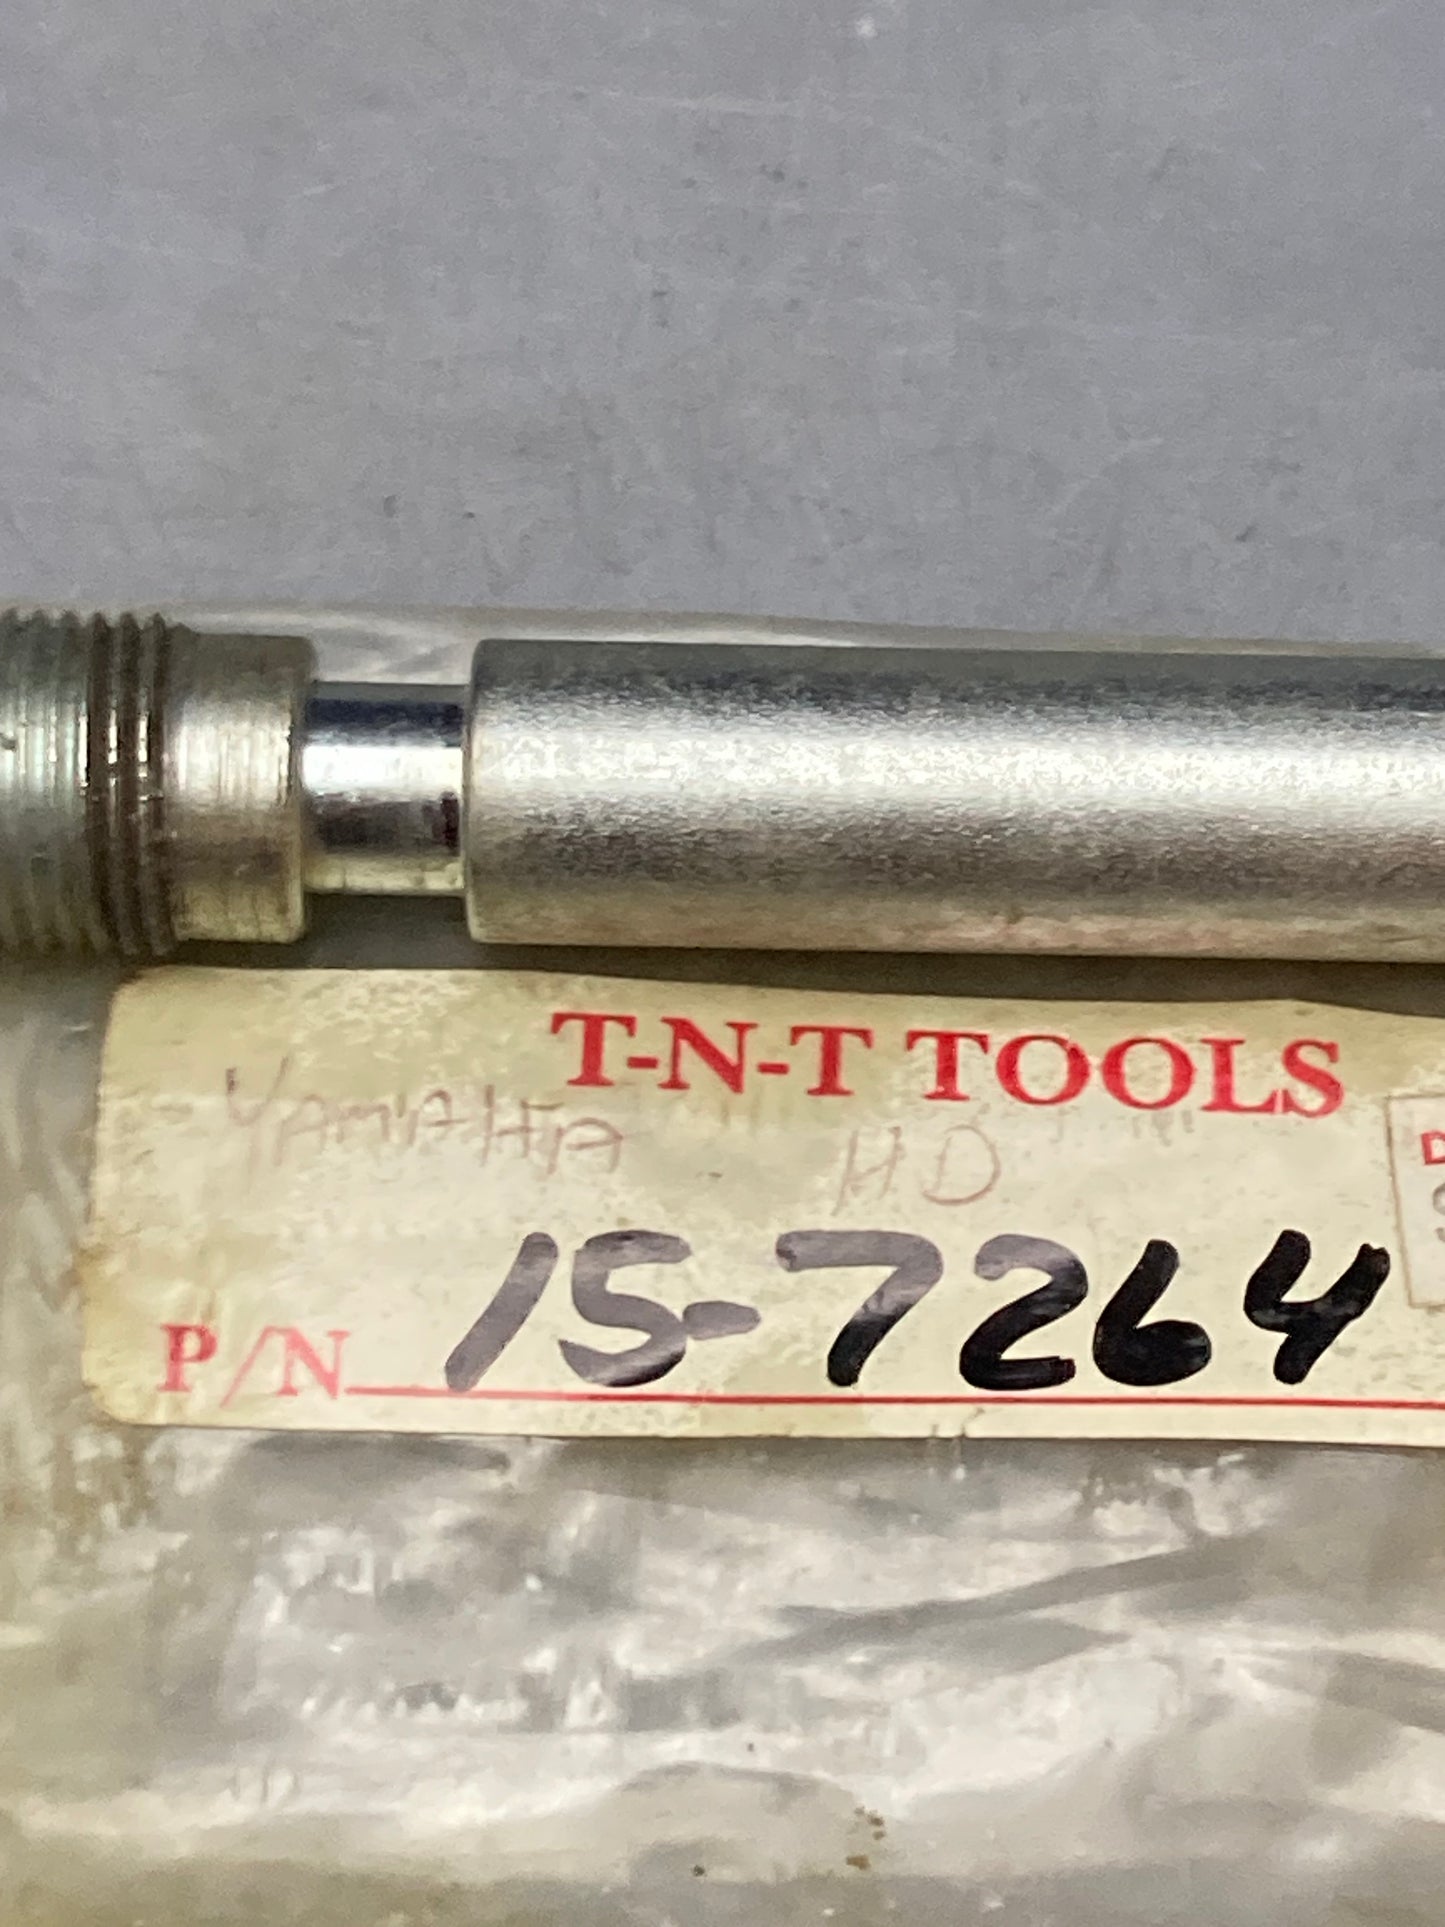 T-N-T TOOLS
YAMAHA HD
P/N 15-7264